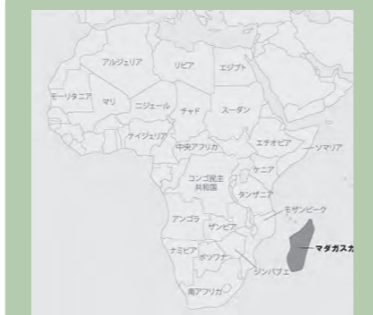 アルジェリア
リビア
エジプト
モーリタニア
マリ
ニジェール
チャド
スーダン
ナイジェリア
中央アフリカ
エチオピア
ソマリア
ケニア
コンゴ民主
共和国
タンザニア
モザンビーク
アンゴラ
ザンビア
マダガスカ
ナミビア
ボツワナ
ジンバブエ
南アフリカ